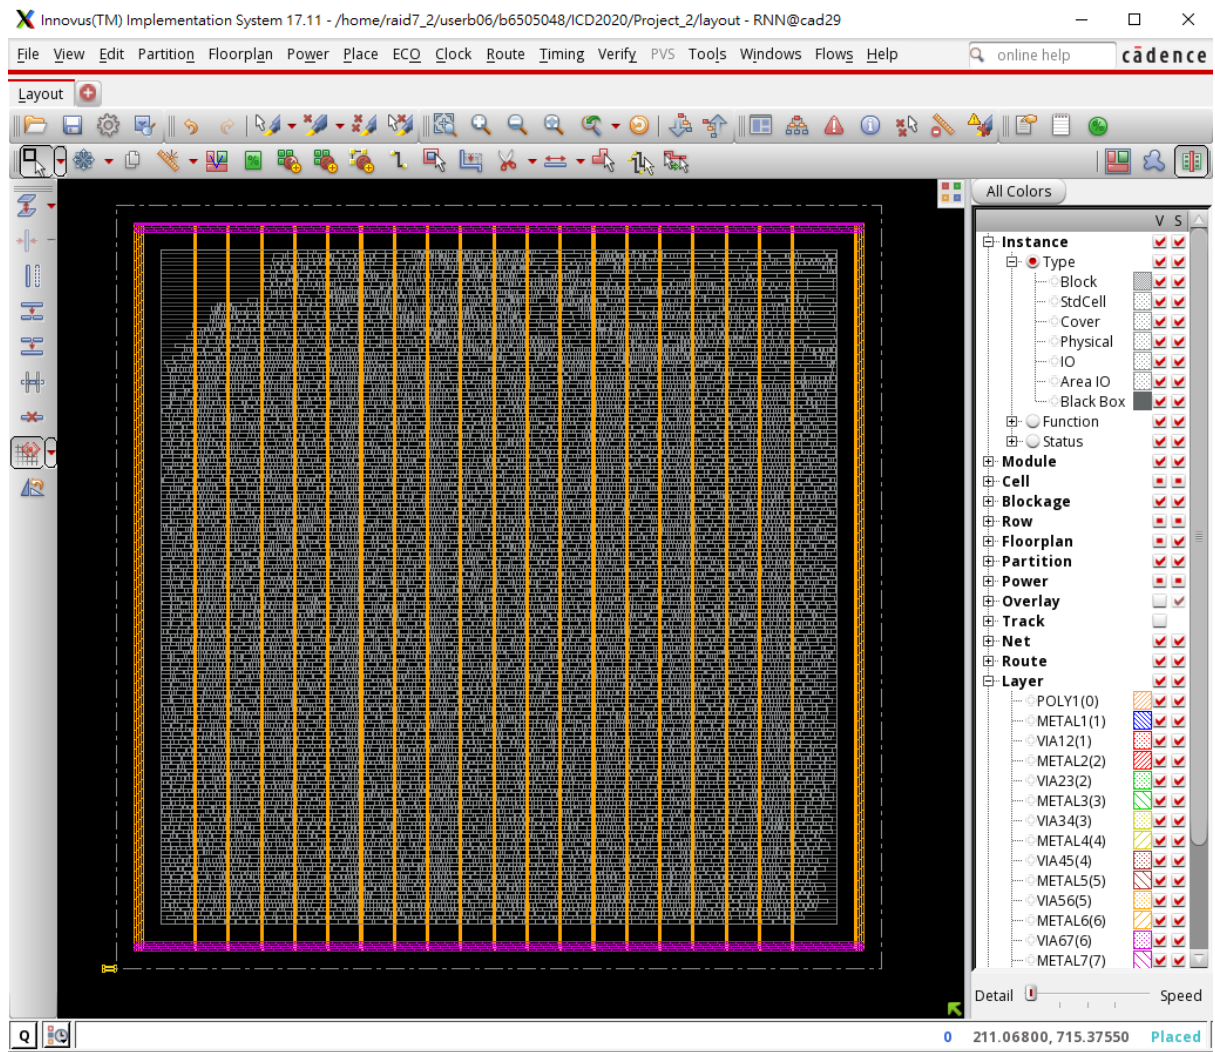 Innovus(TM) Implementation System 17.11 - /home/raid7_2/userb06/b6505048/ICD2020/Project_2/layout - RNN@cad29
File View Edit Partition Floorplan Power Place ECO Clock Route Timing Verify PVS Tools Windows Flows Help online help cādence
Layout
All Colors
V S
Instance
Type
Block
StdCell
Cover
Physical
IO
Area IO
Black Box
Function
Status
Module
Cell
Blockage
Row
Floorplan
Partition
Power
Overlay
Track
Net
Route
Layer
POLY1(0)
METAL1(1)
VIA12(1)
METAL2(2)
VIA23(2)
METAL3(3)
VIA34(3)
METAL4(4)
VIA45(4)
METAL5(5)
VIA56(5)
METAL6(6)
VIA67(6)
METAL7(7)
Detail Speed
Q 0 211.06800, 715.37550 Placed